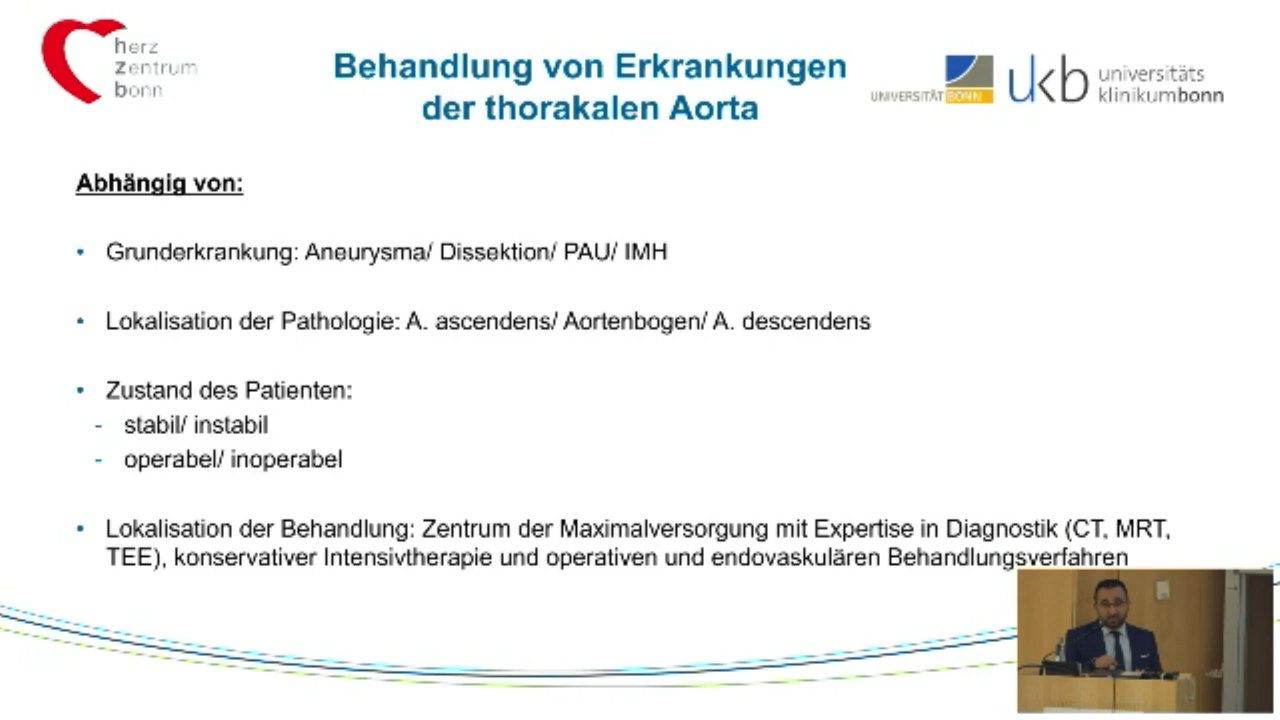 herz
zentrum
bonn
Behandlung von Erkrankungen
der thorakalen Aorta
UNIVERSITÄT BONN
ukb universitäts
klinikumbonn
Abhängig von:
• Grunderkrankung: Aneurysma/ Dissektion/ PAU/ IMH
• Lokalisation der Pathologie: A. ascendens/ Aortenbogen/ A. descendens
• Zustand des Patienten:
- stabil/ instabil
- operabel/ inoperabel
• Lokalisation der Behandlung: Zentrum der Maximalversorgung mit Expertise in Diagnostik (CT, MRT,
TEE), konservativer Intensivtherapie und operativen und endovaskulären Behandlungsverfahren